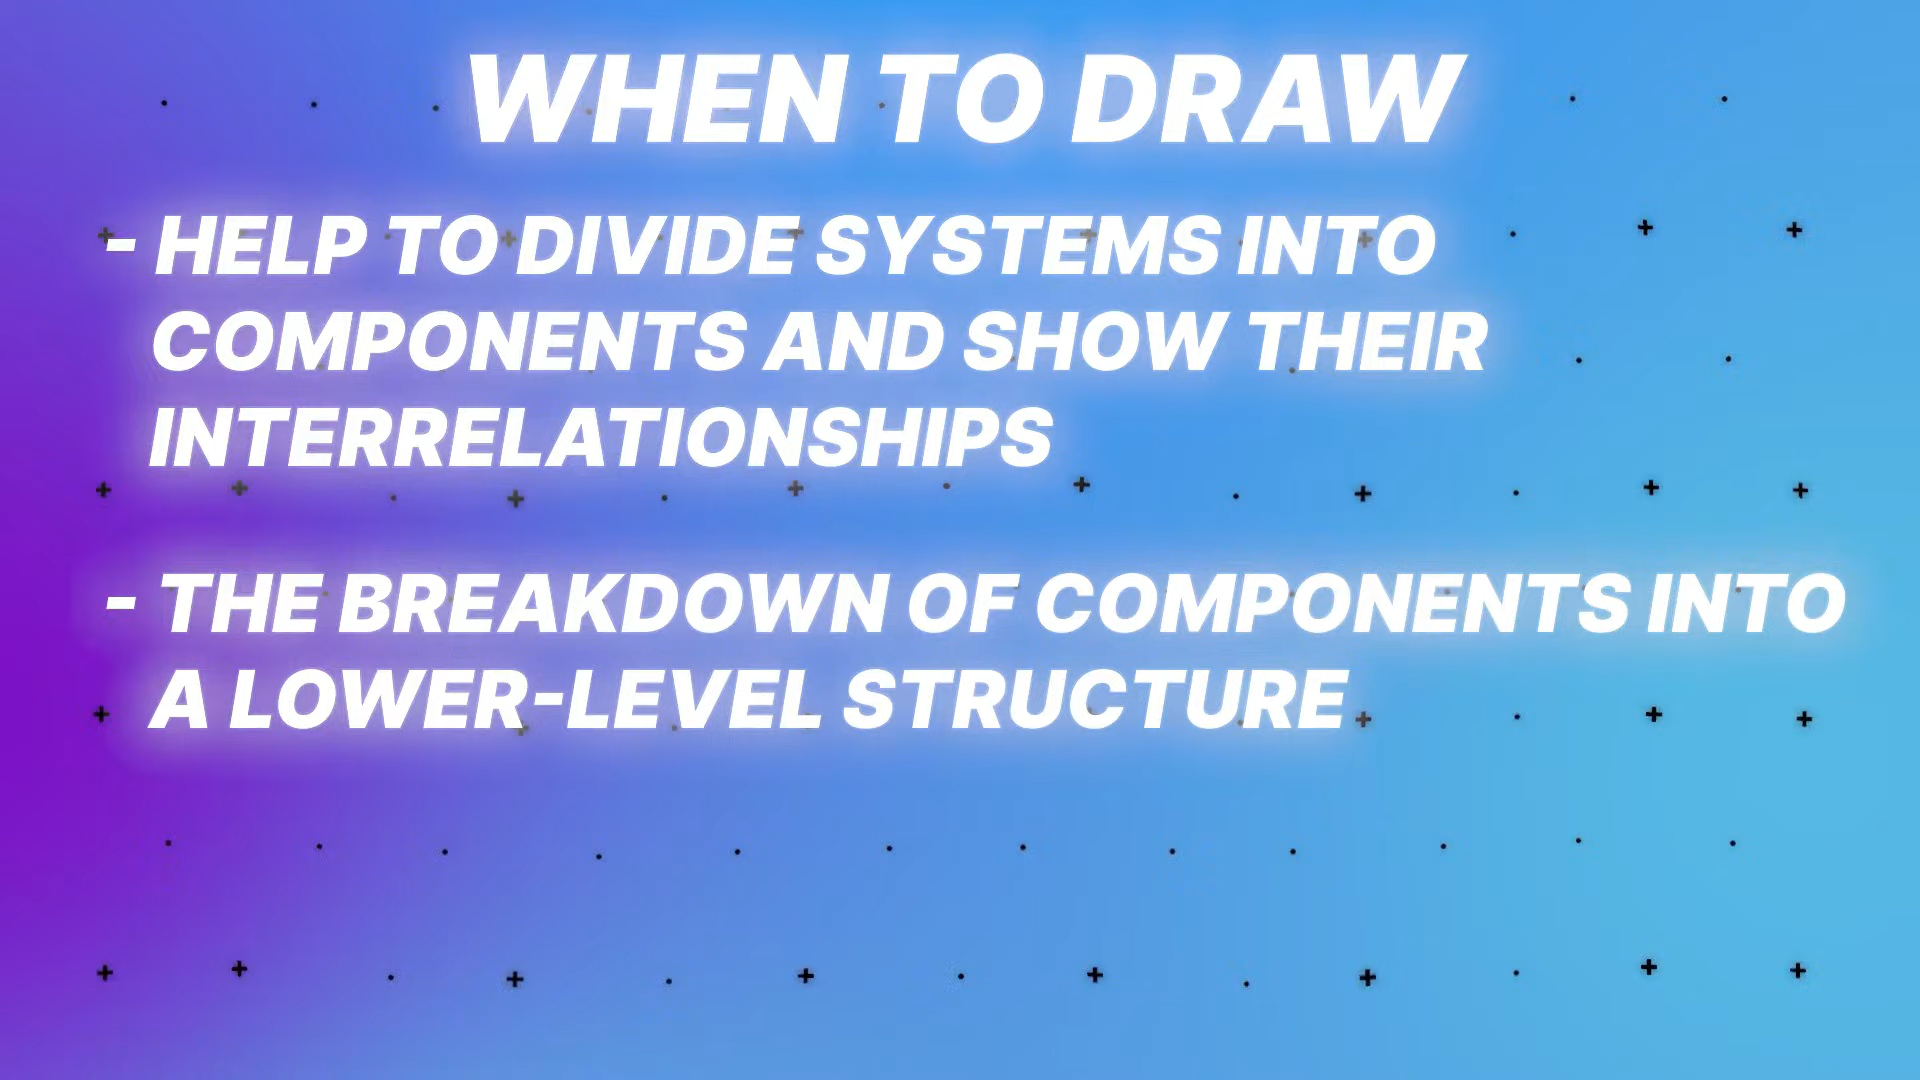 WHEN TO DRAW
- HELP TO DIVIDE SYSTEMS INTO
COMPONENTS AND SHOW THEIR
INTERRELATIONSHIPS
- THE BREAKDOWN OF COMPONENTS INTO
A LOWER-LEVEL STRUCTURE